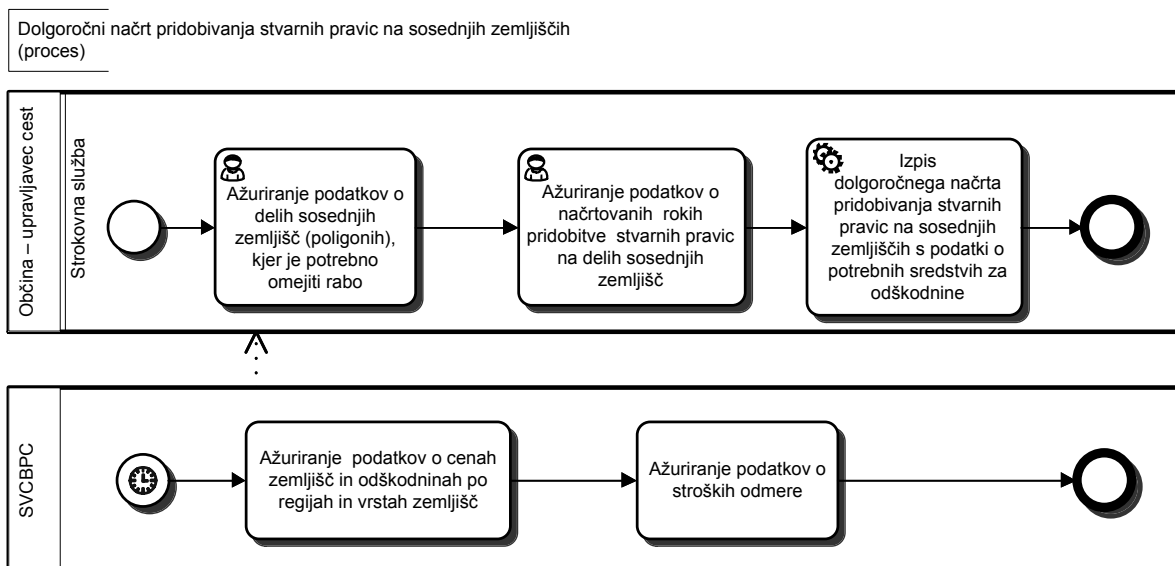 Dolgoročni načrt pridobivanja stvarnih pravic na sosednjih zemljiščih
(proces)
Občina – upravljavec cest
Strokovna služba
Ažuriranje podatkov o
delih sosednjih
zemljišč (poligonih),
kjer je potrebno
omejiti rabo
Ažuriranje podatkov o
načrtovanih rokih
pridobitve stvarnih pravic
na delih sosednjih
zemljišč
Izpis
dolgoročnega načrta
pridobivanja stvarnih
pravic na sosednjih
zemljiščih s podatki o
potrebnih sredstvih za
odškodnine
SVCBPC
Ažuriranje podatkov o cenah
zemljišč in odškodninah po
regijah in vrstah zemljišč
Ažuriranje podatkov o
stroških odmere